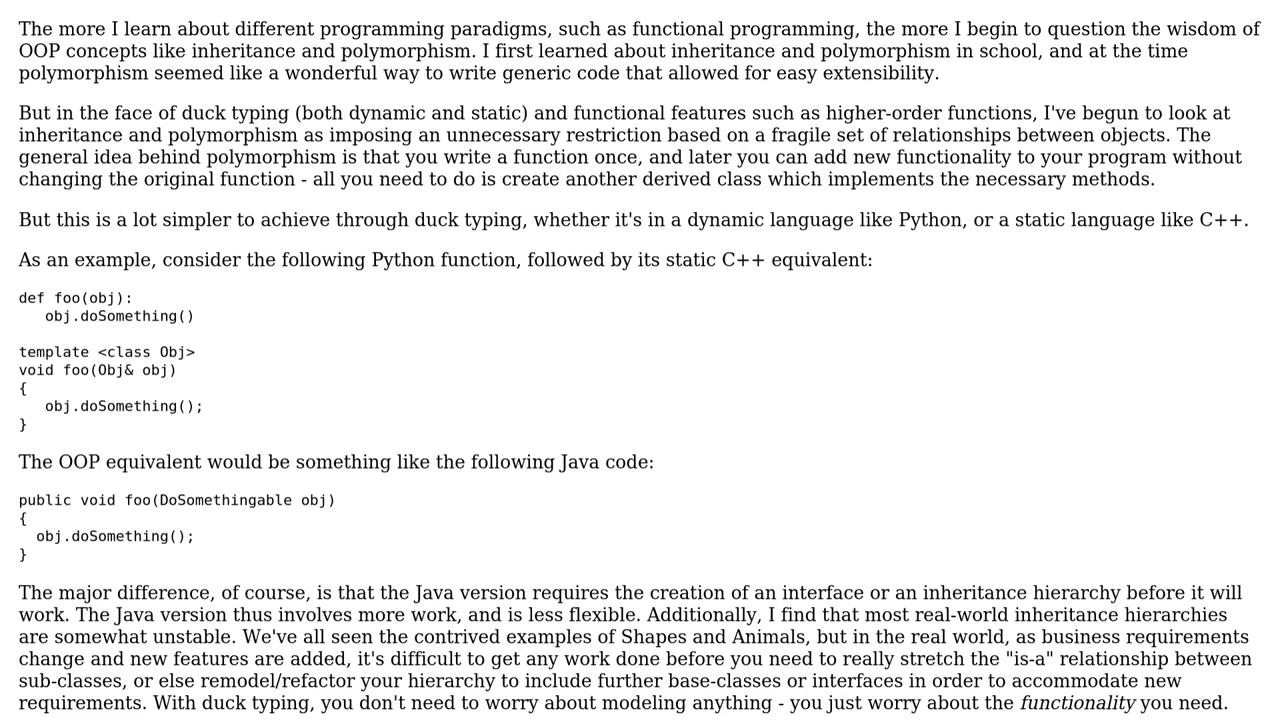 The more I learn about different programming paradigms, such as functional programming, the more I begin to question the wisdom of
OOP concepts like inheritance and polymorphism. I first learned about inheritance and polymorphism in school, and at the time
polymorphism seemed like a wonderful way to write generic code that allowed for easy extensibility.
But in the face of duck typing (both dynamic and static) and functional features such as higher-order functions, I've begun to look at
inheritance and polymorphism as imposing an unnecessary restriction based on a fragile set of relationships between objects. The
general idea behind polymorphism is that you write a function once, and later you can add new functionality to your program without
changing the original function - all you need to do is create another derived class which implements the necessary methods.
But this is a lot simpler to achieve through duck typing, whether it's in a dynamic language like Python, or a static language like C++.
As an example, consider the following Python function, followed by its static C++ equivalent:
def foo(obj):
   obj.doSomething()
template <class Obj>
void foo(Obj& obj)
{
   obj.doSomething();
}
The OOP equivalent would be something like the following Java code:
public void foo(DoSomethingable obj)
{
  obj.doSomething();
}
The major difference, of course, is that the Java version requires the creation of an interface or an inheritance hierarchy before it will
work. The Java version thus involves more work, and is less flexible. Additionally, I find that most real-world inheritance hierarchies
are somewhat unstable. We've all seen the contrived examples of Shapes and Animals, but in the real world, as business requirements
change and new features are added, it's difficult to get any work done before you need to really stretch the "is-a" relationship between
sub-classes, or else remodel/refactor your hierarchy to include further base-classes or interfaces in order to accommodate new
requirements. With duck typing, you don't need to worry about modeling anything - you just worry about the functionality you need.